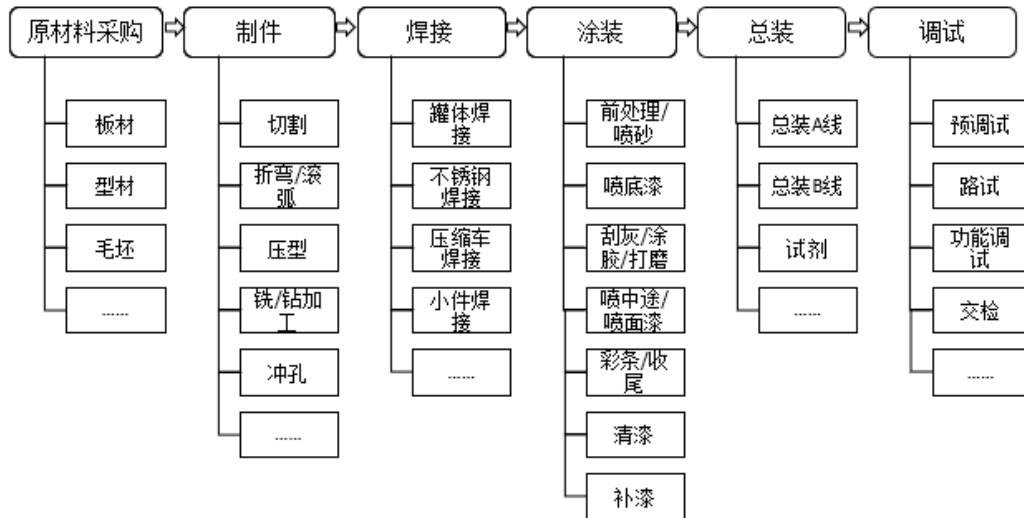 原材料采购
制件
焊接
涂装
总装
调试
板材
型材
毛坯
……
切割
折弯/滚
弧
压型
铣/钻加
工
冲孔
……
罐体焊
接
不锈钢
焊接
压缩车
焊接
小件焊
接
……
前处理/
喷砂
喷底漆
刮灰/涂
胶/打磨
喷中途/
喷面漆
彩条/收
尾
清漆
补漆
总装A线
总装B线
试剂
……
预调试
路试
功能调
试
交检
……